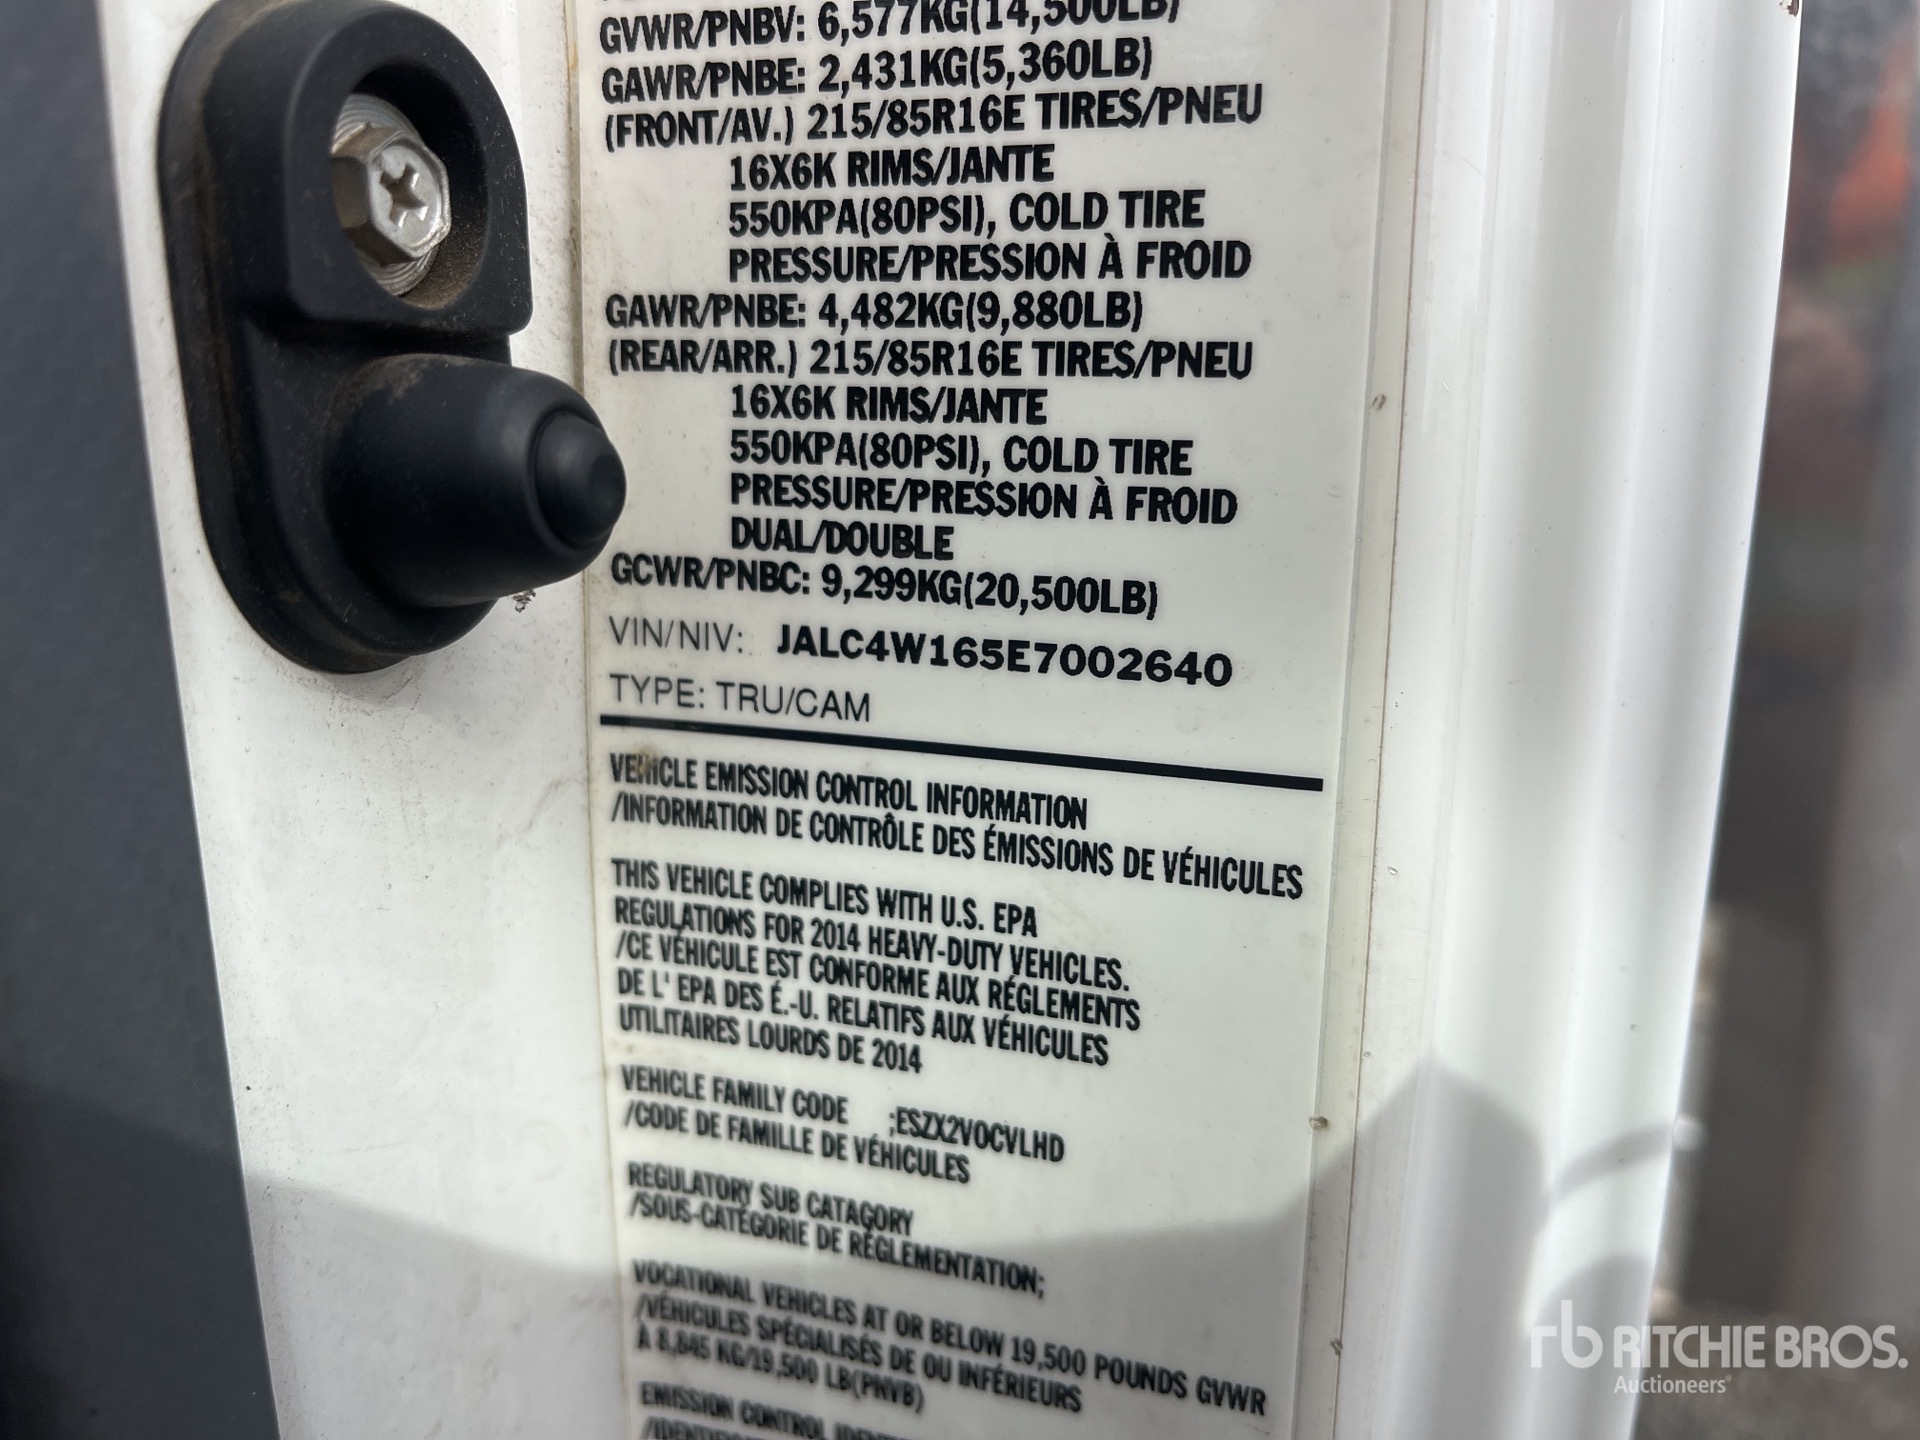 GVWR/PNBV: 6,577KG(14,500LB)
GAWR/PNBE: 2,431KG(5,360LB)
(FRONT/AV.) 215/85R16E TIRES/PNEU
16X6K RIMS/JANTE
550KPA(80PSI), COLD TIRE
PRESSURE/PRESSION À FROID
GAWR/PNBE: 4,482KG(9,880LB)
(REAR/ARR.) 215/85R16E TIRES/PNEU
16X6K RIMS/JANTE
550KPA(80PSI), COLD TIRE
PRESSURE/PRESSION À FROID
DUAL/DOUBLE
GCWR/PNBC: 9,299KG(20,500LB)
VIN/NIV: JALC4W165E7002640
TYPE: TRU/CAM
VEHICLE EMISSION CONTROL INFORMATION
/INFORMATION DE CONTRÔLE DES ÉMISSIONS DE VÉHICULES
THIS VEHICLE COMPLIES WITH U.S. EPA
REGULATIONS FOR 2014 HEAVY-DUTY VEHICLES.
/CE VÉHICULE EST CONFORME AUX RÉGLEMENTS
DE L' EPA DES É.-U. RELATIFS AUX VÉHICULES
UTILITAIRES LOURDS DE 2014
VEHICLE FAMILY CODE ;ESZX2VOCVLHD
/CODE DE FAMILLE DE VÉHICULES
REGULATORY SUB CATAGORY
/SOUS-CATÉGORIE DE RÉGLEMENTATION;
VOCATIONAL VEHICLES AT OR BELOW 19,500 POUNDS GVWR
/VÉHICULES SPÉCIALISÉS DE OU INFÉRIEURS
À 8,845 KG/19,500 LB(PNVB)
EMISSION CONTROL
rb RITCHIE BROS.
Auctioneers